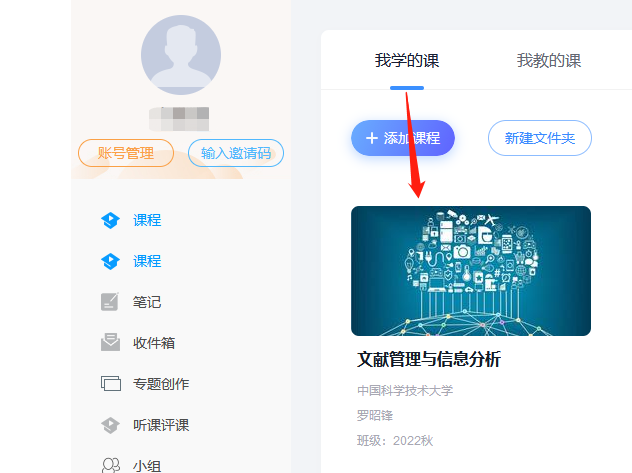 账号管理
输入邀请码
课程
课程
笔记
收件箱
专题创作
听课评课
小组
我学的课
我教的课
+ 添加课程
新建文件夹
文献管理与信息分析
中国科学技术大学
罗昭锋
班级：2022秋